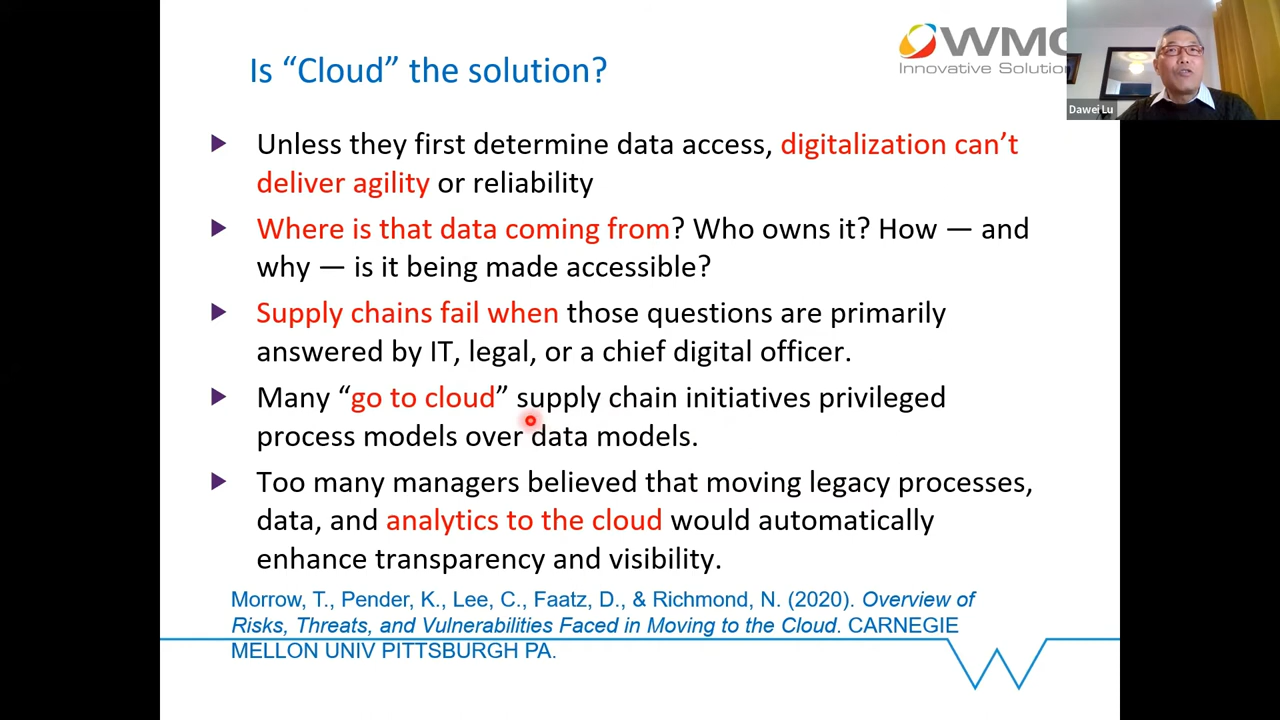 Is “Cloud” the solution?
WMG
Innovative Solution
Dawei Lu
Unless they first determine data access, digitalization can’t
deliver agility or reliability
Where is that data coming from? Who owns it? How — and
why — is it being made accessible?
Supply chains fail when those questions are primarily
answered by IT, legal, or a chief digital officer.
Many “go to cloud” supply chain initiatives privileged
process models over data models.
Too many managers believed that moving legacy processes,
data, and analytics to the cloud would automatically
enhance transparency and visibility.
Morrow, T., Pender, K., Lee, C., Faatz, D., & Richmond, N. (2020). Overview of
Risks, Threats, and Vulnerabilities Faced in Moving to the Cloud. CARNEGIE
MELLON UNIV PITTSBURGH PA.